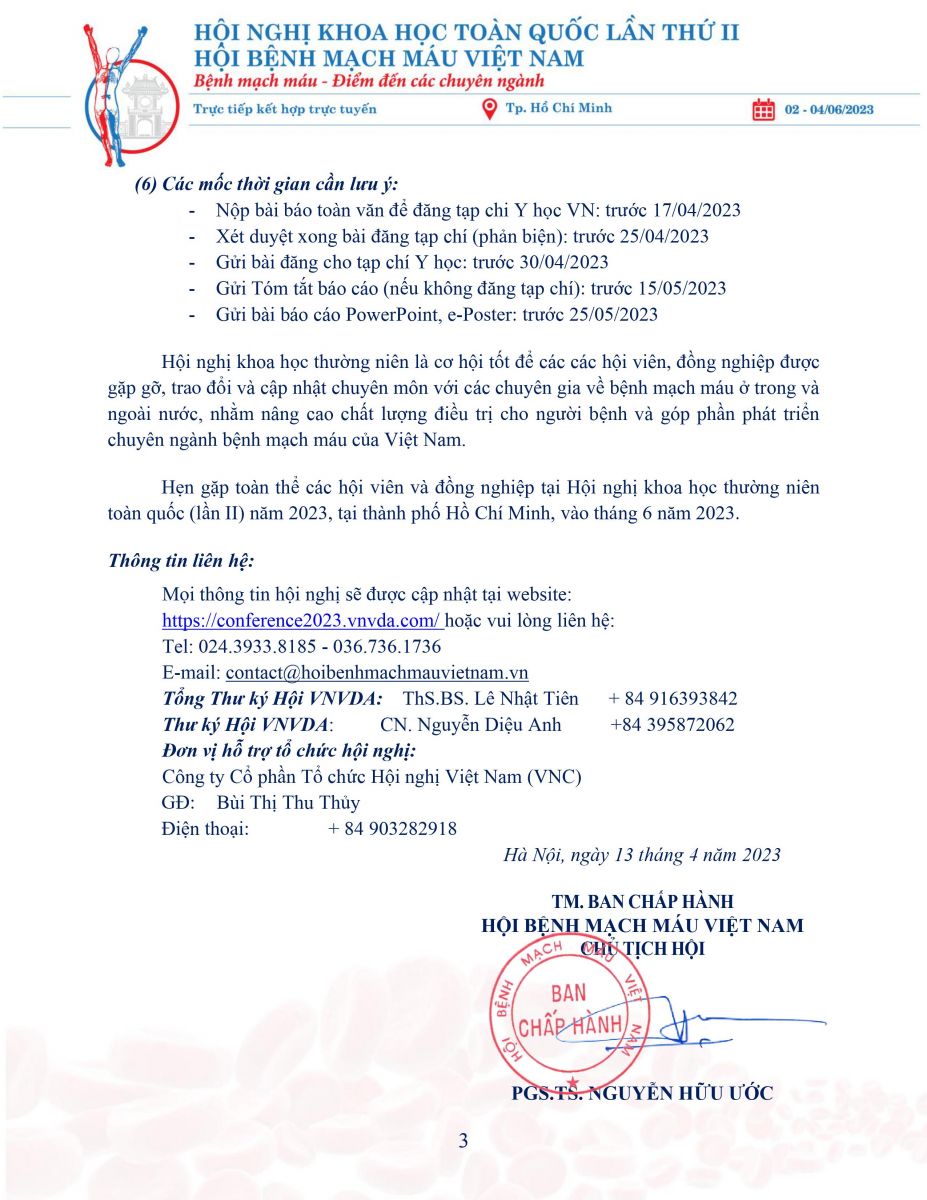 HỘI NGHỊ KHOA HỌC TOÀN QUỐC LẦN THỨ II
HỘI BỆNH MẠCH MÁU VIỆT NAM
Bệnh mạch máu - Điểm đến các chuyên ngành
Trực tiếp kết hợp trực tuyến Tp. Hồ Chí Minh 02 - 04/06/2023
(6) Các mốc thời gian cần lưu ý:
- Nộp bài báo toàn văn để đăng tạp chi Y học VN: trước 17/04/2023
- Xét duyệt xong bài đăng tạp chí (phản biện): trước 25/04/2023
- Gửi bài đăng cho tạp chí Y học: trước 30/04/2023
- Gửi Tóm tắt báo cáo (nếu không đăng tạp chí): trước 15/05/2023
- Gửi bài báo cáo PowerPoint, e-Poster: trước 25/05/2023
Hội nghị khoa học thường niên là cơ hội tốt để các các hội viên, đồng nghiệp được
gặp gỡ, trao đổi và cập nhật chuyên môn với các chuyên gia về bệnh mạch máu ở trong và
ngoài nước, nhằm nâng cao chất lượng điều trị cho người bệnh và góp phần phát triển
chuyên ngành bệnh mạch máu của Việt Nam.
Hẹn gặp toàn thể các hội viên và đồng nghiệp tại Hội nghị khoa học thường niên
toàn quốc (lần II) năm 2023, tại thành phố Hồ Chí Minh, vào tháng 6 năm 2023.
Thông tin liên hệ:
Mọi thông tin hội nghị sẽ được cập nhật tại website:
https://conference2023.vnvda.com/ hoặc vui lòng liên hệ:
Tel: 024.3933.8185 - 036.736.1736
E-mail: contact@hoibenhmachmauvietnam.vn
Tổng Thư ký Hội VNVDA: ThS.BS. Lê Nhật Tiên + 84 916393842
Thư ký Hội VNVDA: CN. Nguyễn Diệu Anh +84 395872062
Đơn vị hỗ trợ tổ chức hội nghị:
Công ty Cổ phần Tổ chức Hội nghị Việt Nam (VNC)
GĐ: Bùi Thị Thu Thủy
Điện thoại: + 84 903282918
Hà Nội, ngày 13 tháng 4 năm 2023
TM. BAN CHẤP HÀNH
HỘI BỆNH MẠCH MÁU VIỆT NAM
CHỦ TỊCH HỘI
HỘI BỆNH MẠCH MÁU VIỆT NAM
BAN
CHẤP HÀNH
PGS.TS. NGUYỄN HỮU ƯỚC
3